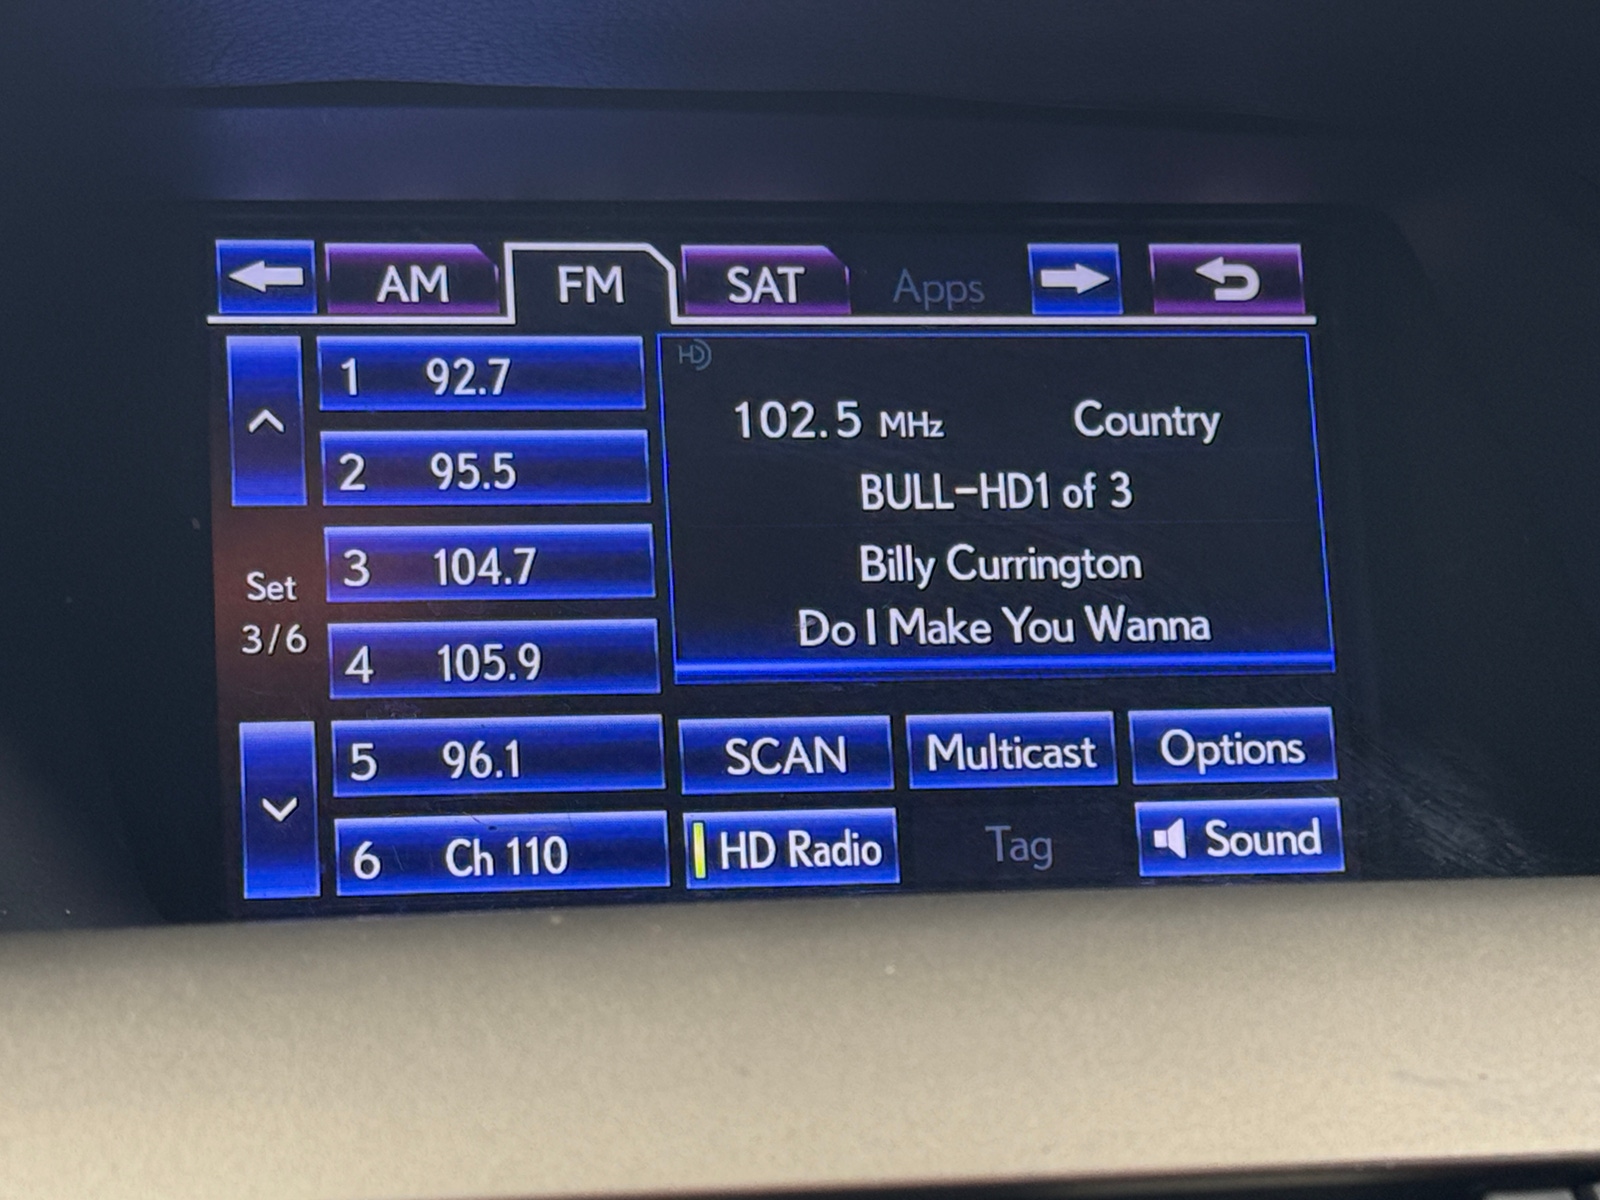 AM FM SAT Apps
1 92.7
2 95.5
3 104.7
4 105.9
5 96.1
6 Ch 110
Set
3/6
HD
102.5 MHz Country
BULL-HD1 of 3
Billy Currington
Do I Make You Wanna
SCAN Multicast Options
HD Radio Tag Sound